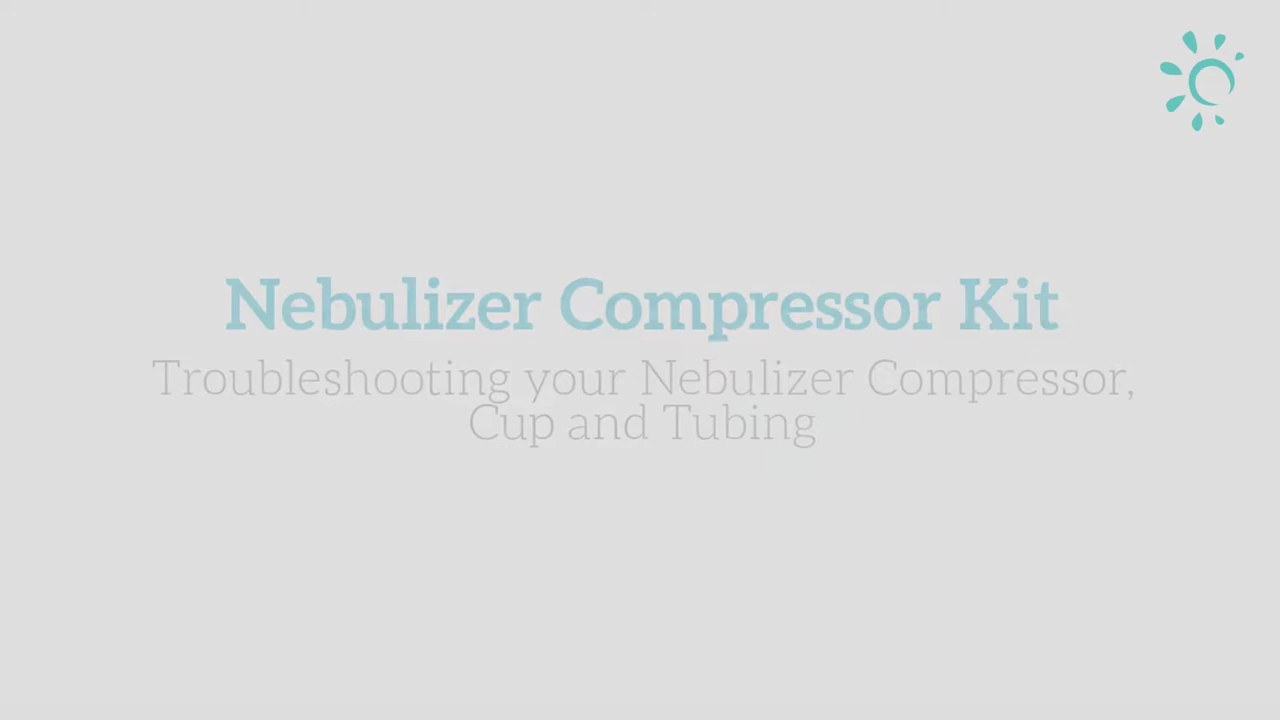 Nebulizer Compressor Kit
Troubleshooting your Nebulizer Compressor,
Cup and Tubing